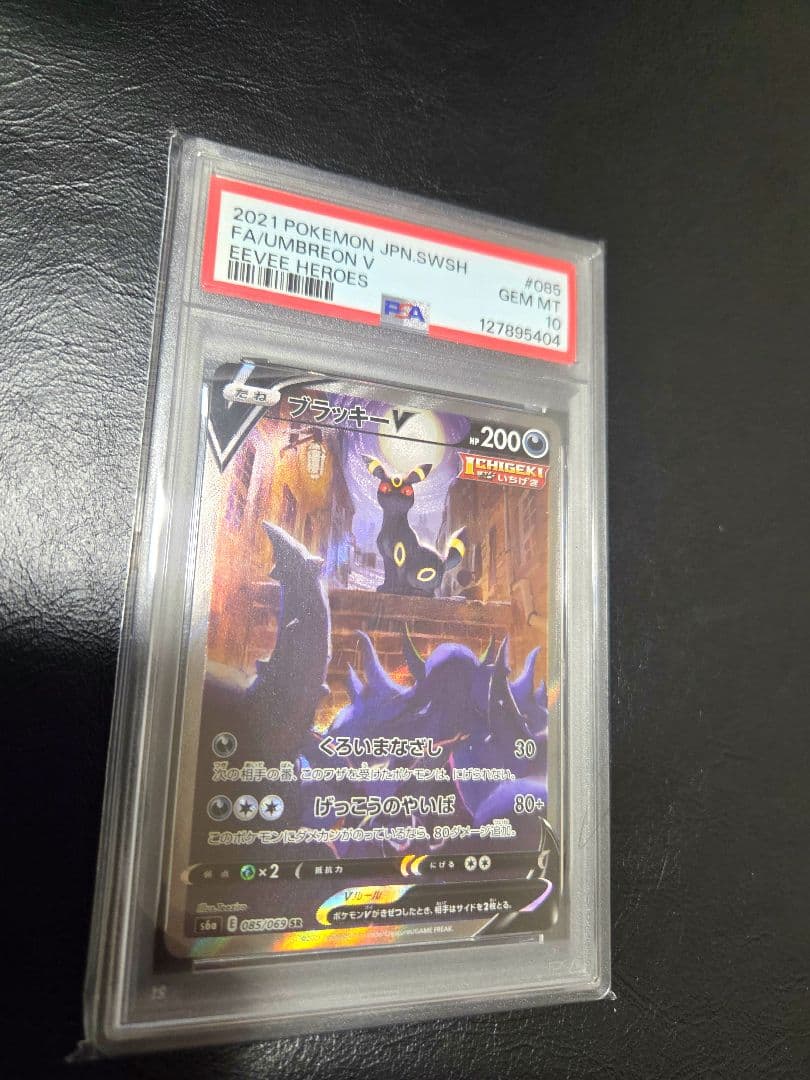 2021 POKEMON JPN.SWSH #085
FA/UMBREON V GEM MT
EEVEE HEROES 10
PSA 127895404
たね ブラッキーV HP 200
ICHIGEKI
いちげき
くろいまなざし 30
次の相手の番、このワザを受けたポケモンは、にげられない。
げっこうのやいば 80+
このポケモンにダメカンがのっているなら、80ダメージ追加。
弱点 ×2 抵抗力 にげる
Vルール
ポケモンVがきぜつしたとき、相手はサイドを2枚とる。
Illus.
s6a E 085/069 SR
GAME FREAK.